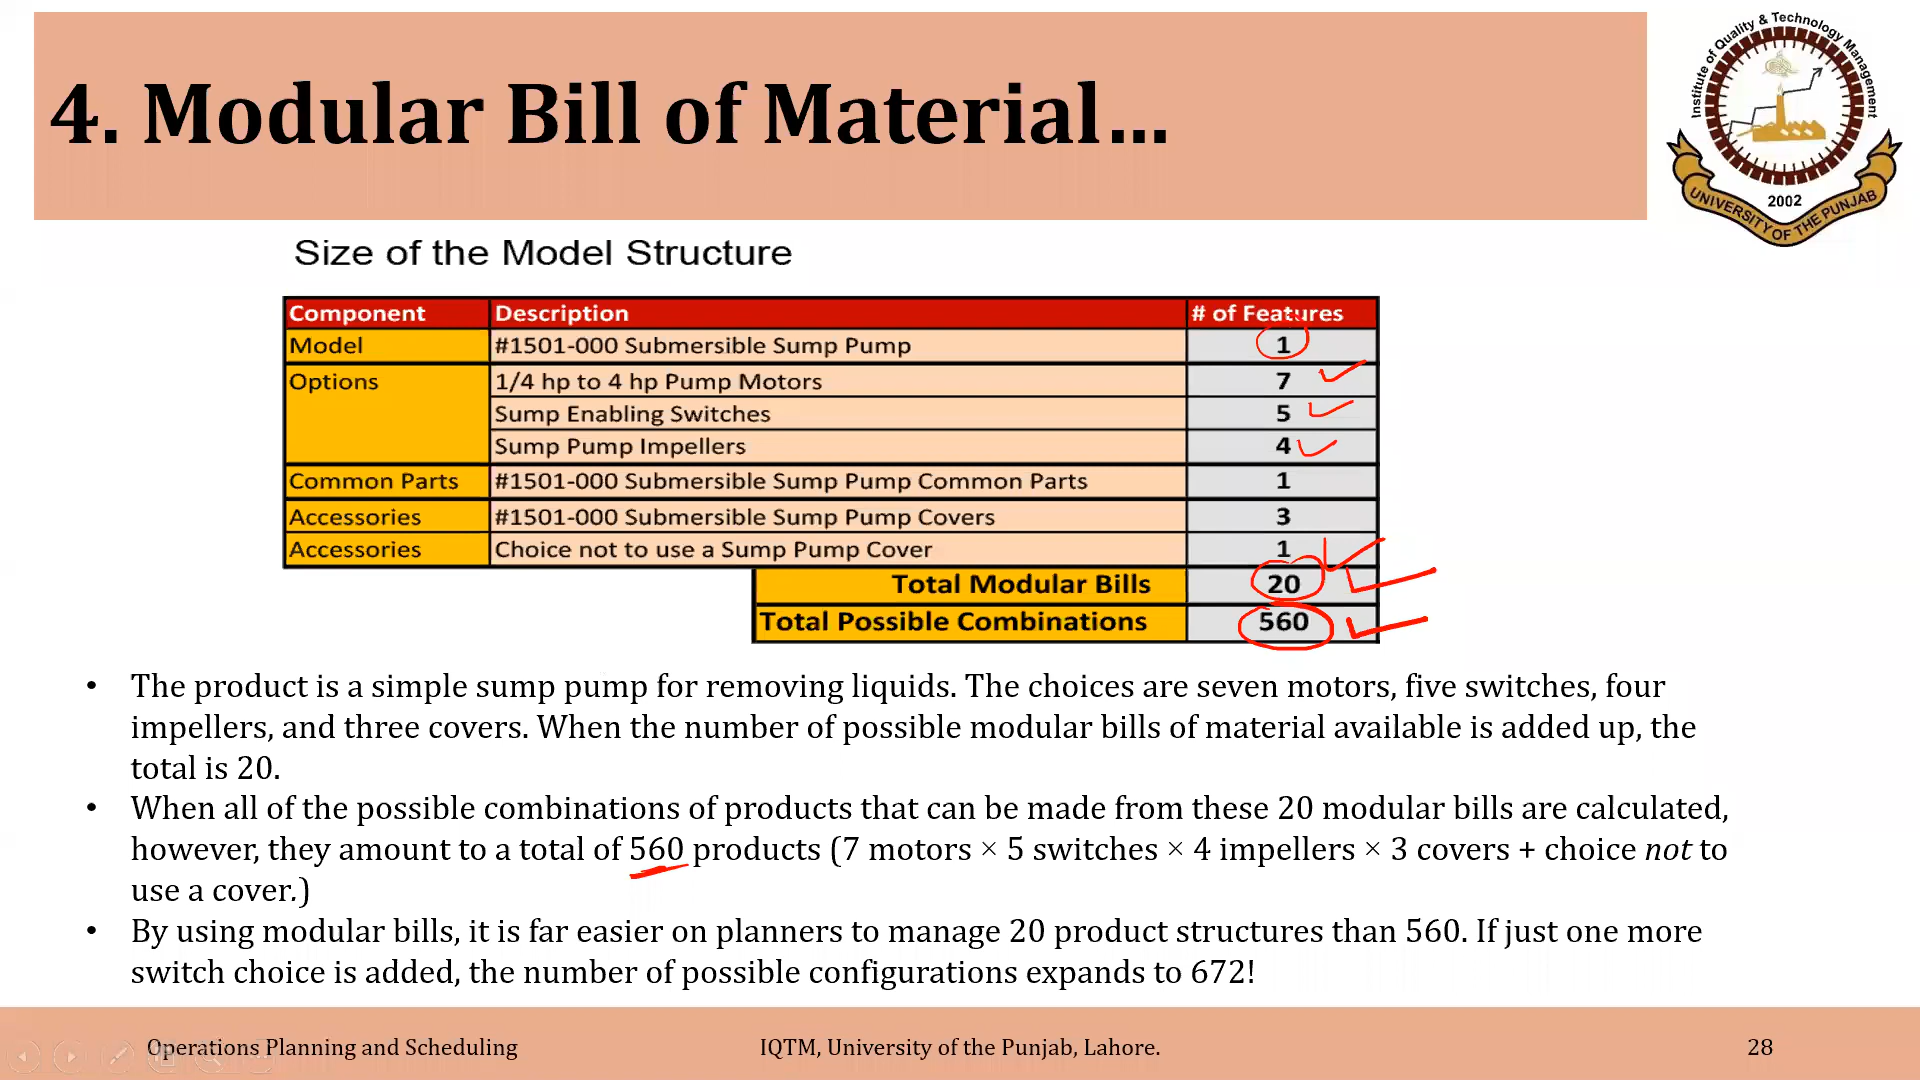 4. Modular Bill of Material...
Institute of Quality & Technology Management
2002
UNIVERSITY OF THE PUNJAB
Size of the Model Structure
Component Description # of Features
Model #1501-000 Submersible Sump Pump 1
Options 1/4 hp to 4 hp Pump Motors 7
Sump Enabling Switches 5
Sump Pump Impellers 4
Common Parts #1501-000 Submersible Sump Pump Common Parts 1
Accessories #1501-000 Submersible Sump Pump Covers 3
Accessories Choice not to use a Sump Pump Cover 1
Total Modular Bills 20
Total Possible Combinations 560
• The product is a simple sump pump for removing liquids. The choices are seven motors, five switches, four
impellers, and three covers. When the number of possible modular bills of material available is added up, the
total is 20.
• When all of the possible combinations of products that can be made from these 20 modular bills are calculated,
however, they amount to a total of 560 products (7 motors × 5 switches × 4 impellers × 3 covers + choice not to
use a cover.)
• By using modular bills, it is far easier on planners to manage 20 product structures than 560. If just one more
switch choice is added, the number of possible configurations expands to 672!
Operations Planning and Scheduling IQTM, University of the Punjab, Lahore. 28